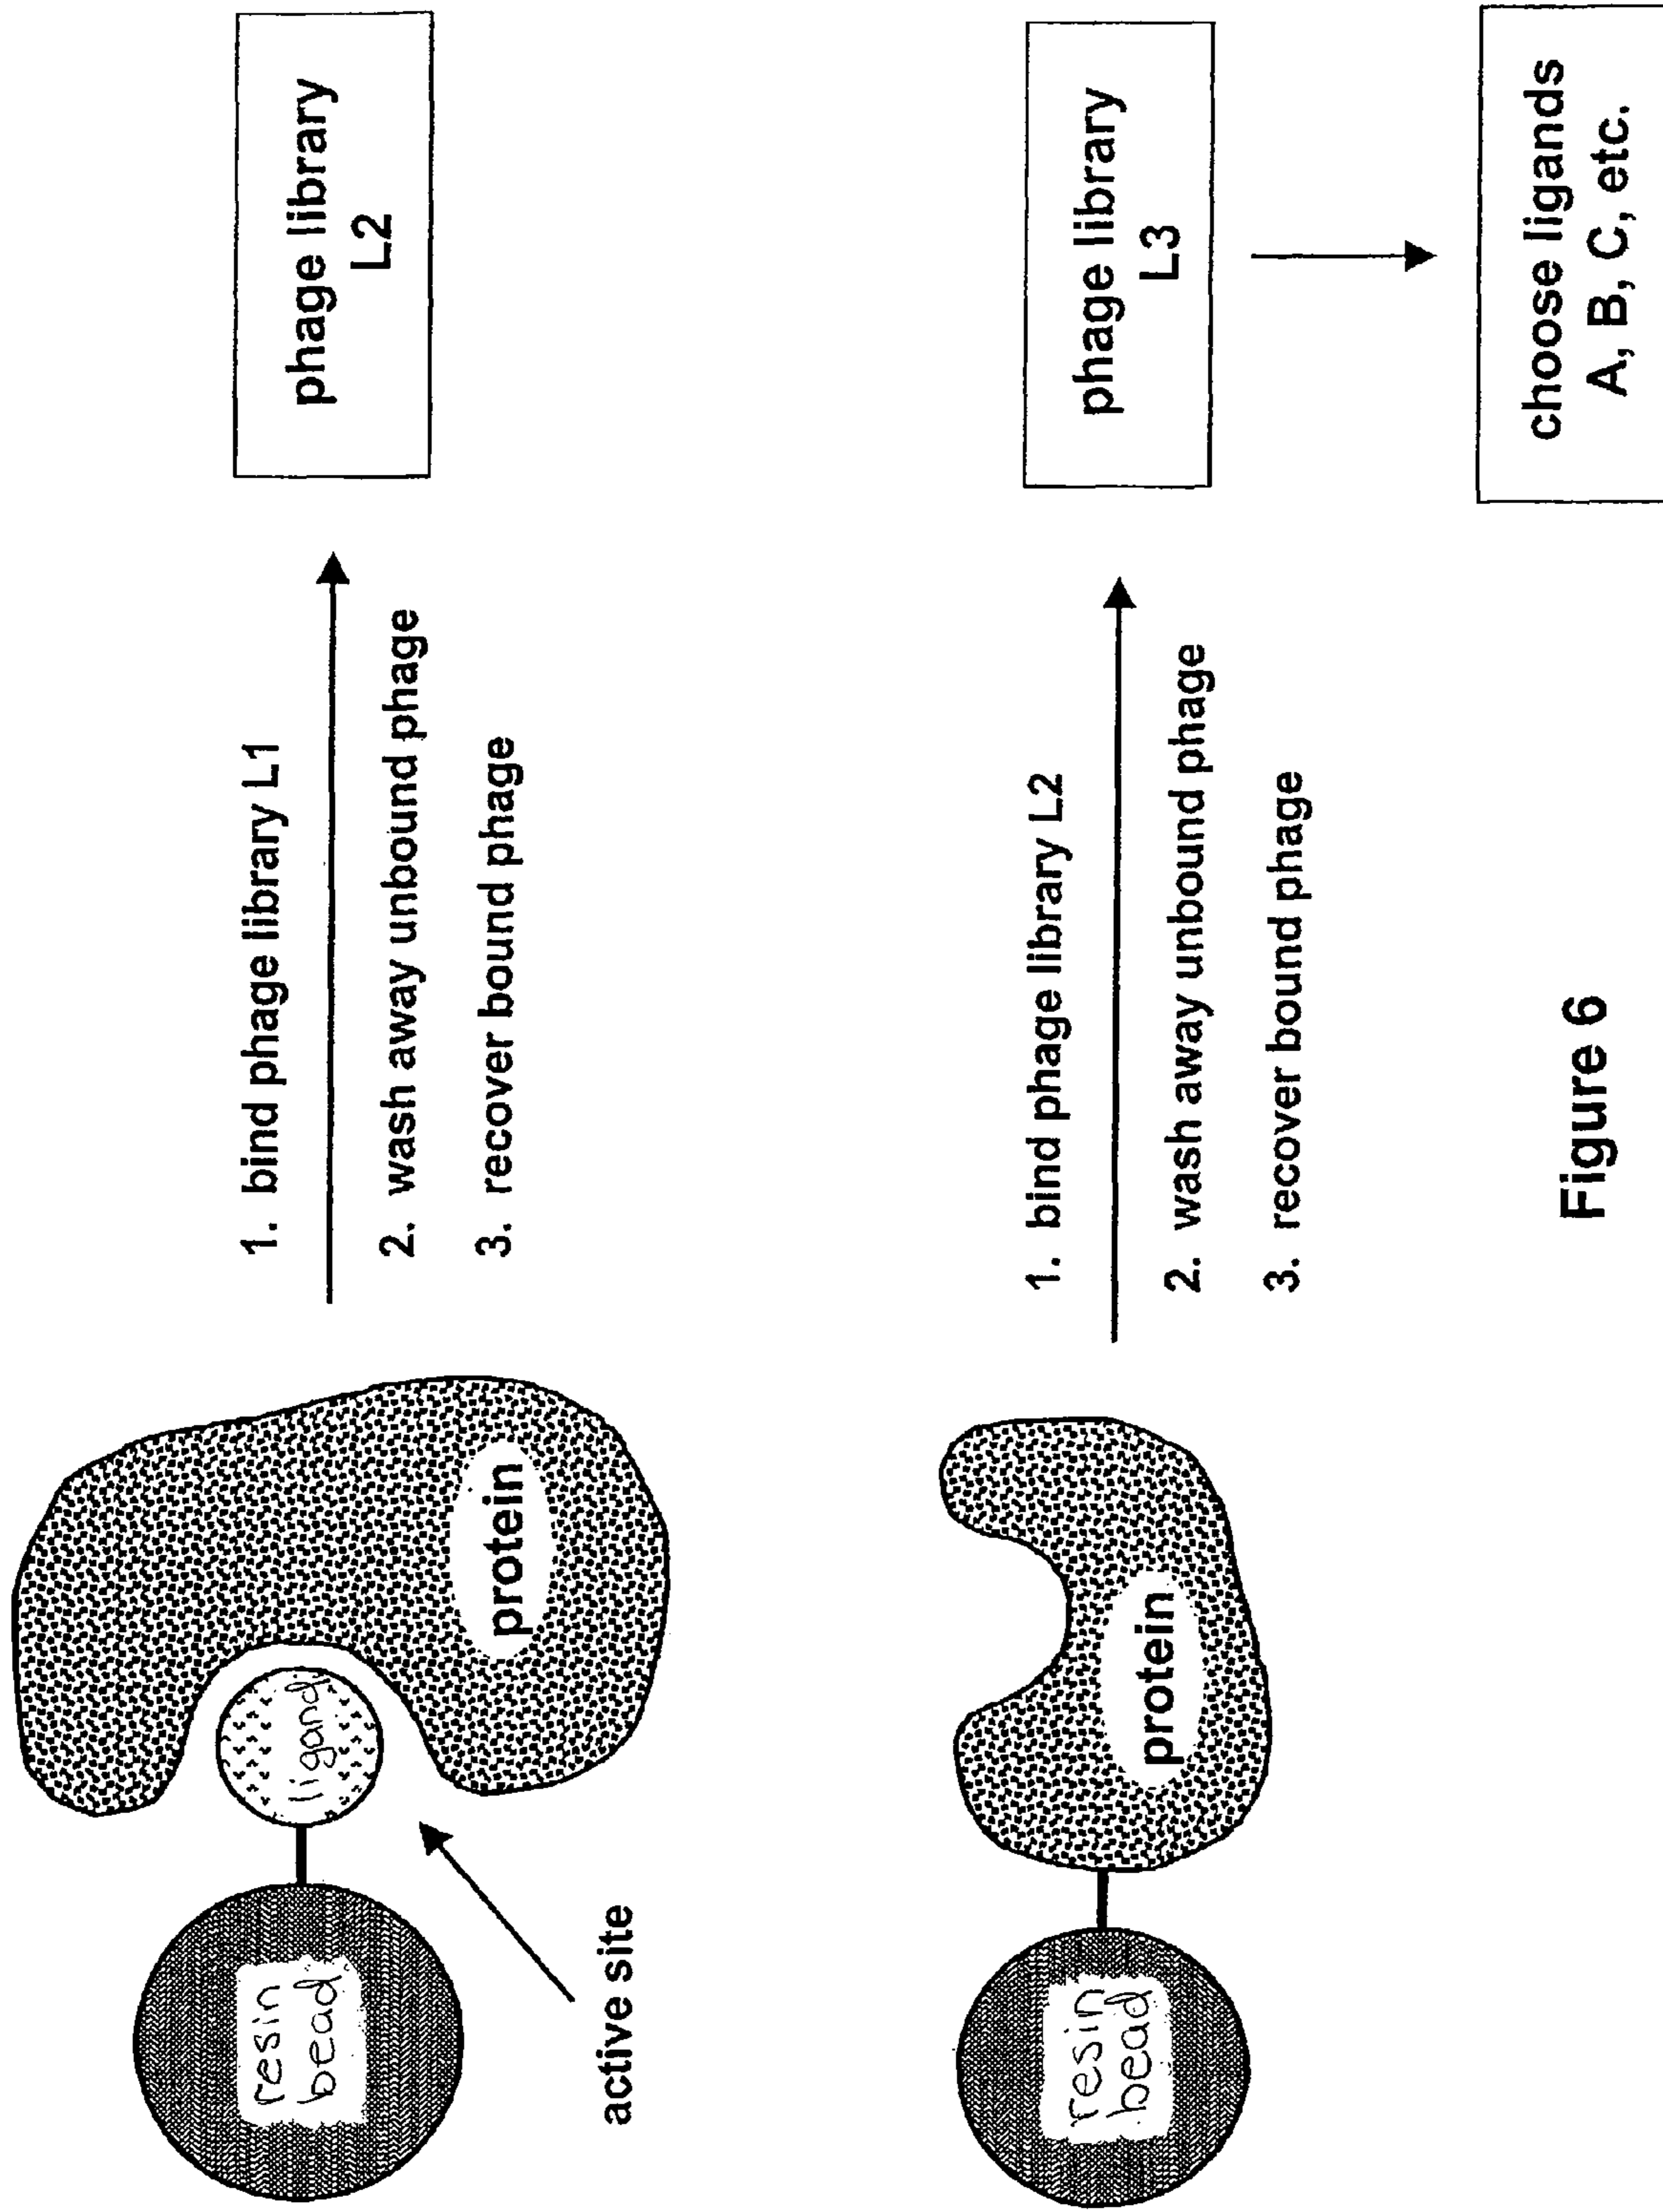 resin
bead
ligand
protein
active site
1. bind phage library L1
2. wash away unbound phage
3. recover bound phage
phage library
L2
resin
bead
protein
1. bind phage library L2
2. wash away unbound phage
3. recover bound phage
phage library
L3
choose ligands
A, B, C, etc.
Figure 6